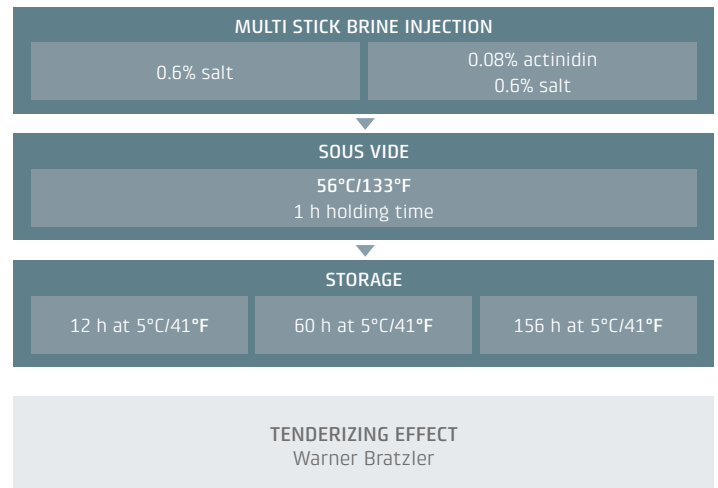 MULTI STICK BRINE INJECTION
0.6% salt
0.08% actinidin
0.6% salt
SOUS VIDE
56°C/133°F
1 h holding time
STORAGE
12 h at 5°C/41°F
60 h at 5°C/41°F
156 h at 5°C/41°F
TENDERIZING EFFECT
Warner Bratzler